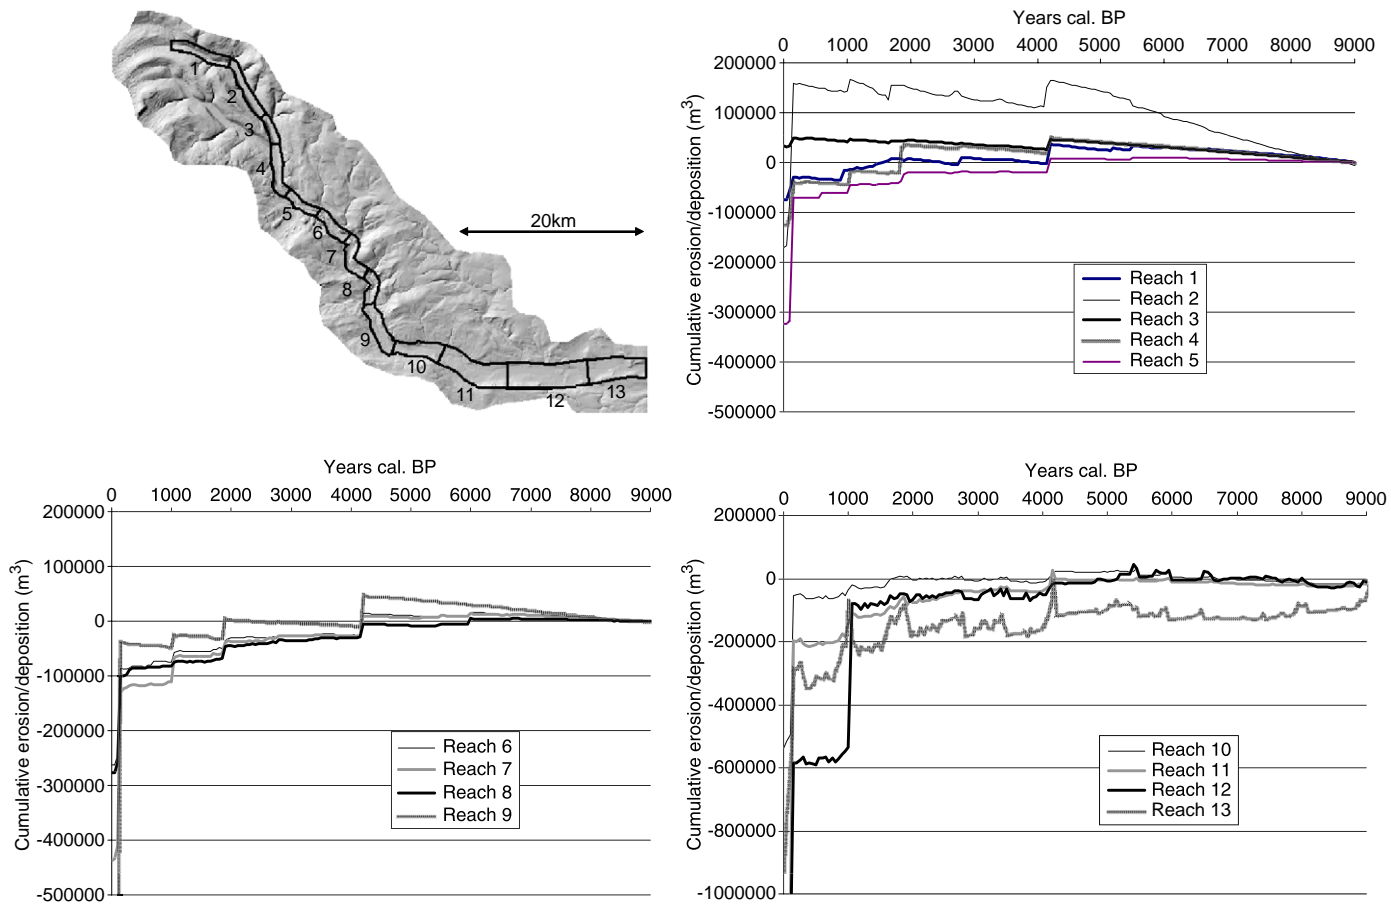 1
2
3
4
5
6
7
8
9
10
11
12
13
20km
Years cal. BP
0 1000 2000 3000 4000 5000 6000 7000 8000 9000
200000
100000
0
-100000
-200000
-300000
-400000
-500000
Cumulative erosion/deposition (m³)
Reach 1
Reach 2
Reach 3
Reach 4
Reach 5
Years cal. BP
0 1000 2000 3000 4000 5000 6000 7000 8000 9000
200000
100000
0
-100000
-200000
-300000
-400000
-500000
Cumulative erosion/deposition (m³)
Reach 6
Reach 7
Reach 8
Reach 9
Years cal. BP
0 1000 2000 3000 4000 5000 6000 7000 8000 9000
200000
0
-200000
-400000
-600000
-800000
-1000000
Cumulative erosion/deposition (m³)
Reach 10
Reach 11
Reach 12
Reach 13